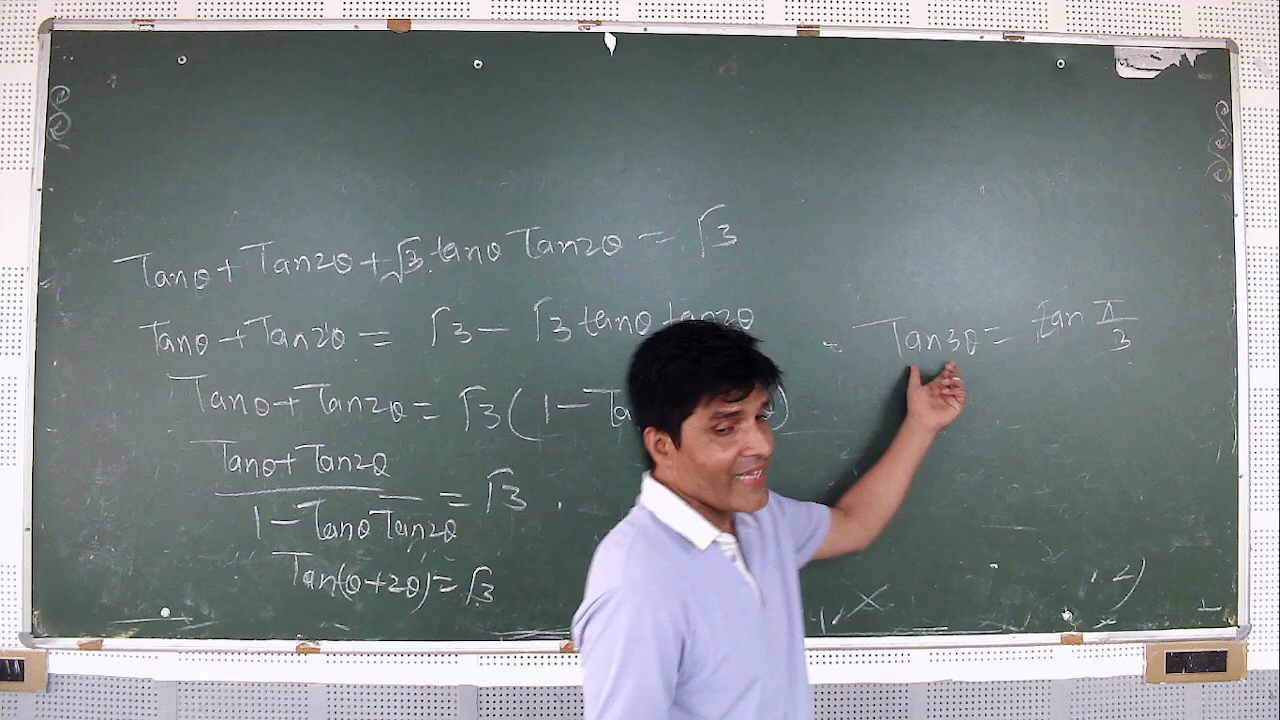 Tanθ + Tan2θ + √3 tanθ Tan2θ = √3
Tanθ + Tan2θ = √3 - √3 tanθ tan2θ
Tanθ + Tan2θ = √3(1 - Ta )
Tanθ + Tan2θ
1 - Tanθ Tan2θ = √3
Tan(θ + 2θ) = √3
Tan3θ = tan π/3